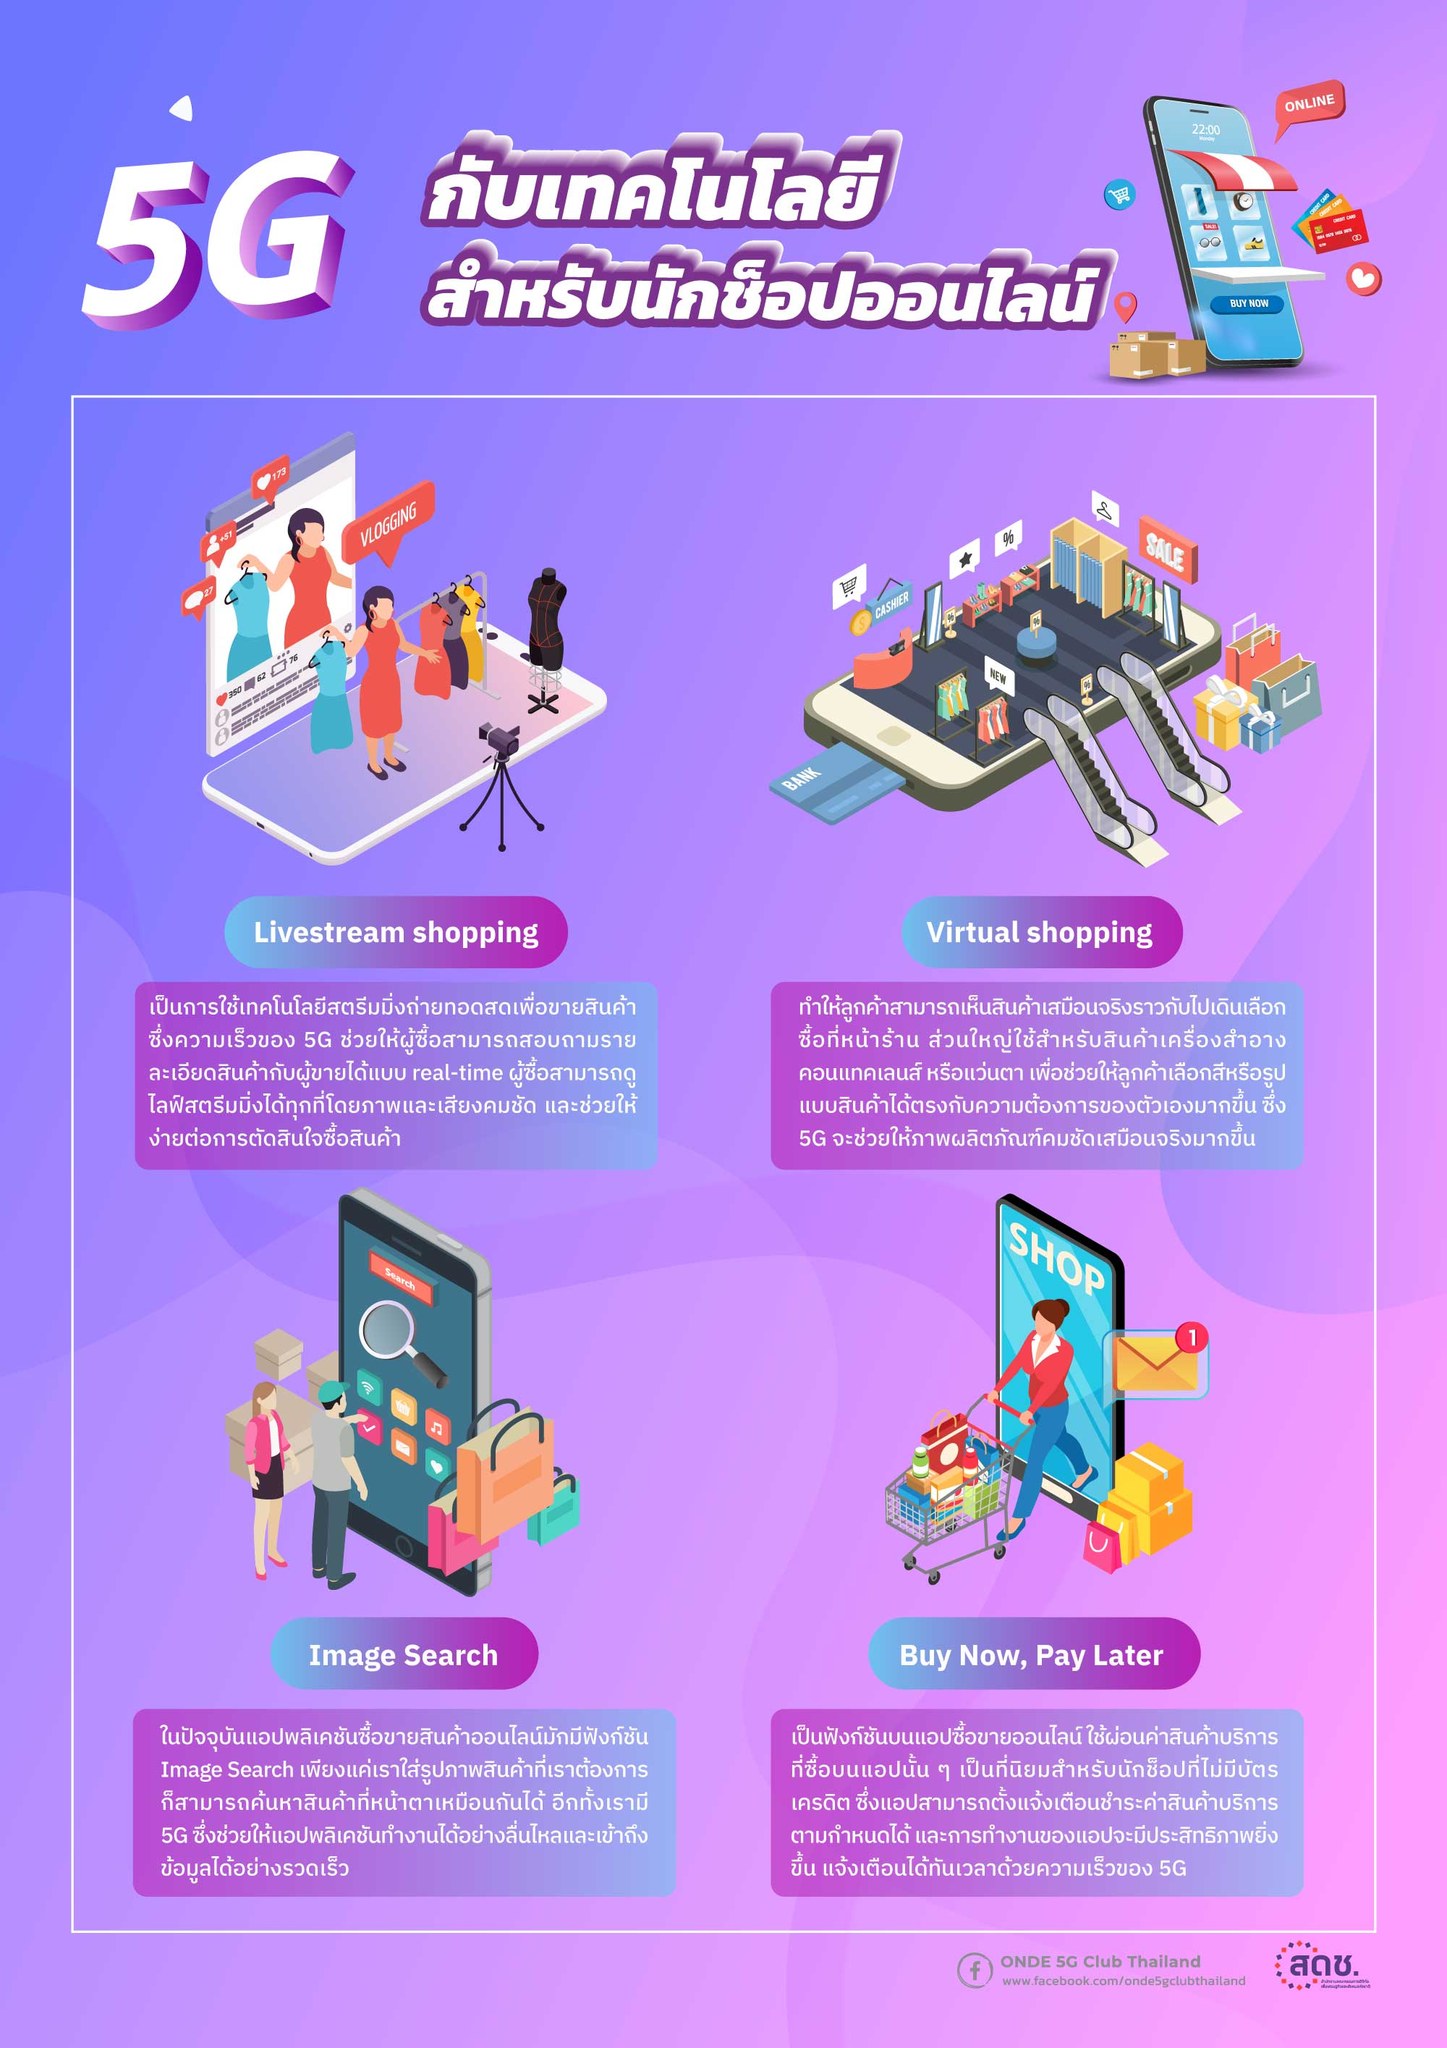 5G
กับเทคโนโลยี
สำหรับนักช็อปออนไลน์
ONLINE
22:00
Monday
SALE!
CREDIT CARD
CREDIT CARD
CREDIT CARD
BUY NOW
173
+51
27
VLOGGING
350
62
76
%
SALE
CASHIER
$
%
%
NEW
%
BANK
Livestream shopping
เป็นการใช้เทคโนโลยีสตรีมมิ่งถ่ายทอดสดเพื่อขายสินค้า
ซึ่งความเร็วของ 5G ช่วยให้ผู้ซื้อสามารถสอบถามราย
ละเอียดสินค้ากับผู้ขายได้แบบ real-time ผู้ซื้อสามารถดู
ไลฟ์สตรีมมิ่งได้ทุกที่โดยภาพและเสียงคมชัด และช่วยให้
ง่ายต่อการตัดสินใจซื้อสินค้า
Virtual shopping
ทำให้ลูกค้าสามารถเห็นสินค้าเสมือนจริงราวกับไปเดินเลือก
ซื้อที่หน้าร้าน ส่วนใหญ่ใช้สำหรับสินค้าเครื่องสำอาง
คอนแทคเลนส์ หรือแว่นตา เพื่อช่วยให้ลูกค้าเลือกสีหรือรูป
แบบสินค้าได้ตรงกับความต้องการของตัวเองมากขึ้น ซึ่ง
5G จะช่วยให้ภาพผลิตภัณฑ์คมชัดเสมือนจริงมากขึ้น
Search
SHOP
1
Image Search
ในปัจจุบันแอปพลิเคชันซื้อขายสินค้าออนไลน์มักมีฟังก์ชัน
Image Search เพียงแค่เราใส่รูปภาพสินค้าที่เราต้องการ
ก็สามารถค้นหาสินค้าที่หน้าตาเหมือนกันได้ อีกทั้งเรามี
5G ซึ่งช่วยให้แอปพลิเคชันทำงานได้อย่างลื่นไหลและเข้าถึง
ข้อมูลได้อย่างรวดเร็ว
Buy Now, Pay Later
เป็นฟังก์ชันบนแอปซื้อขายออนไลน์ ใช้ผ่อนค่าสินค้าบริการ
ที่ซื้อบนแอปนั้น ๆ เป็นที่นิยมสำหรับนักช็อปที่ไม่มีบัตร
เครดิต ซึ่งแอปสามารถตั้งแจ้งเตือนชำระค่าสินค้าบริการ
ตามกำหนดได้ และการทำงานของแอปจะมีประสิทธิภาพยิ่ง
ขึ้น แจ้งเตือนได้ทันเวลาด้วยความเร็วของ 5G
ONDE 5G Club Thailand
www.facebook.com/onde5gclubthailand
สดช.